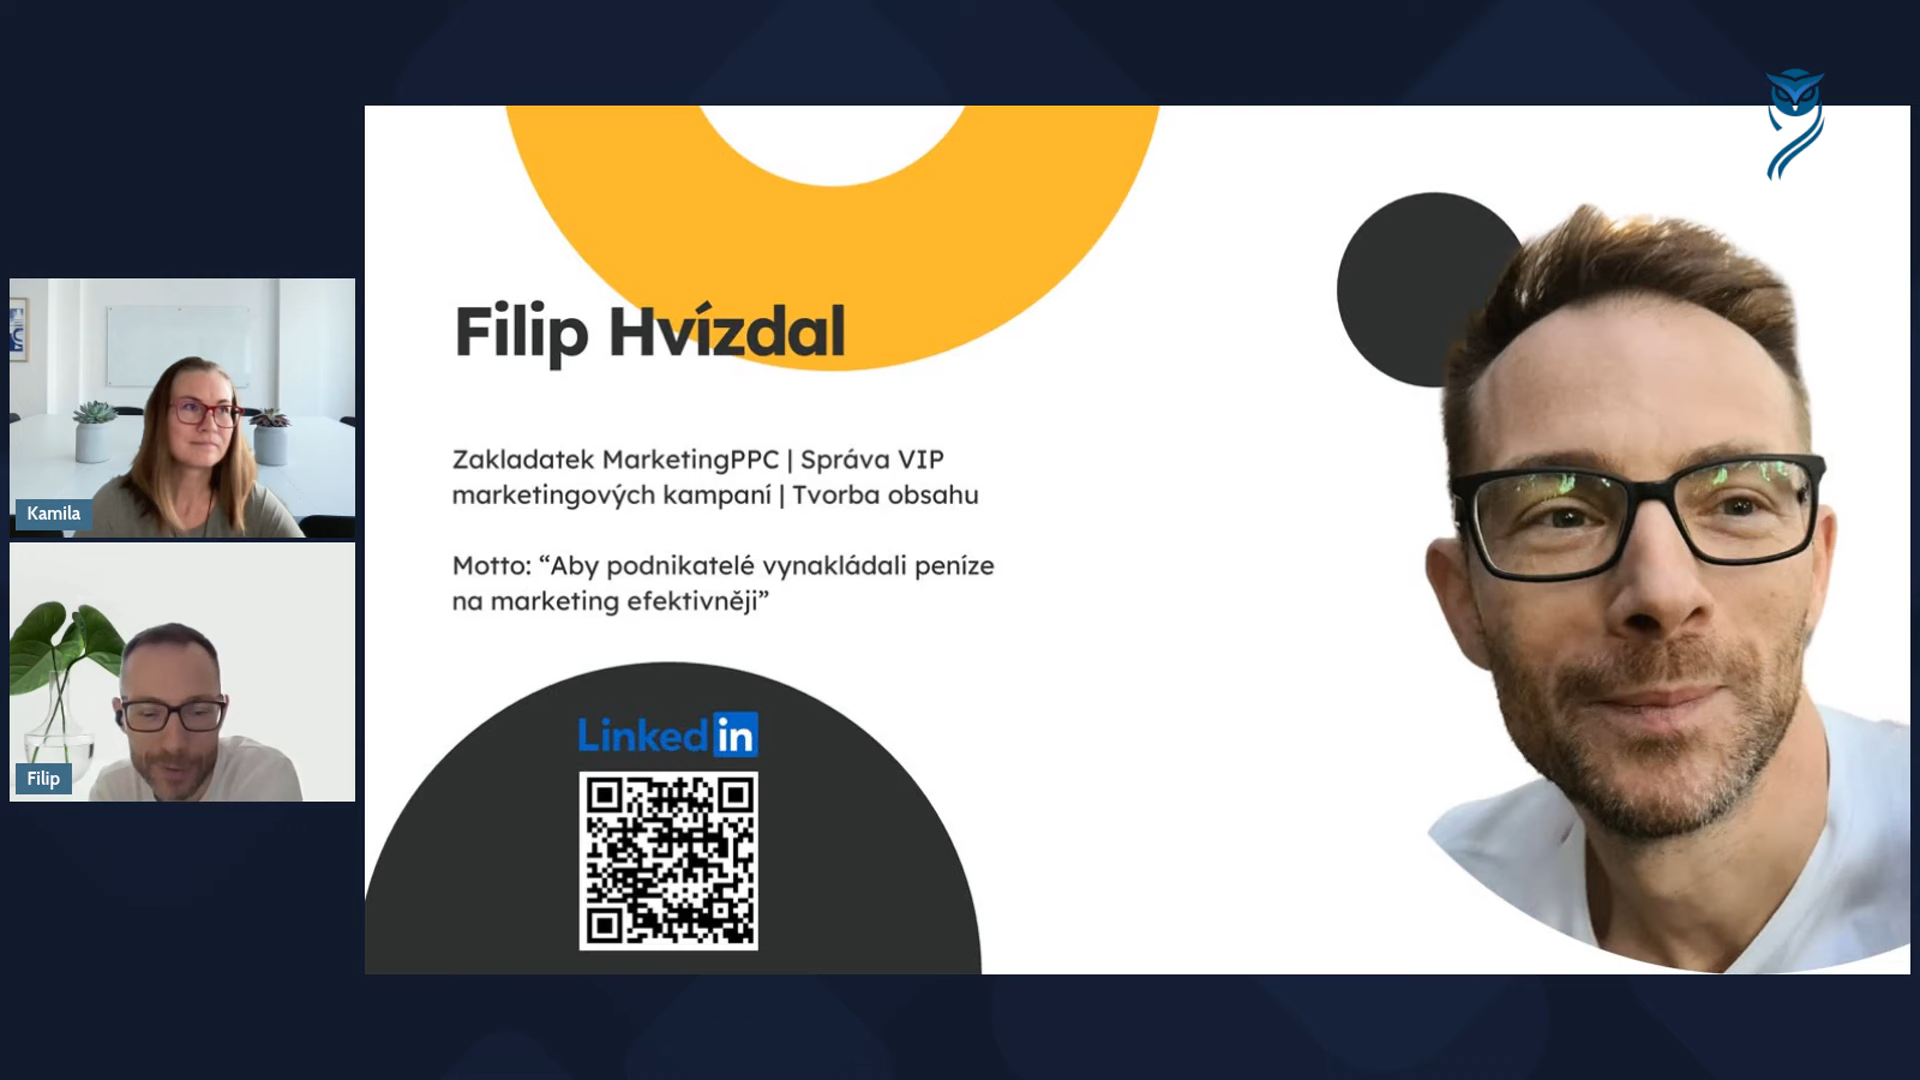 Filip Hvízdal
Zakladatek MarketingPPC | Správa VIP
marketingových kampaní | Tvorba obsahu
Motto: “Aby podnikatelé vynakládali peníze
na marketing efektivněji”
Linkedin
Kamila
Filip